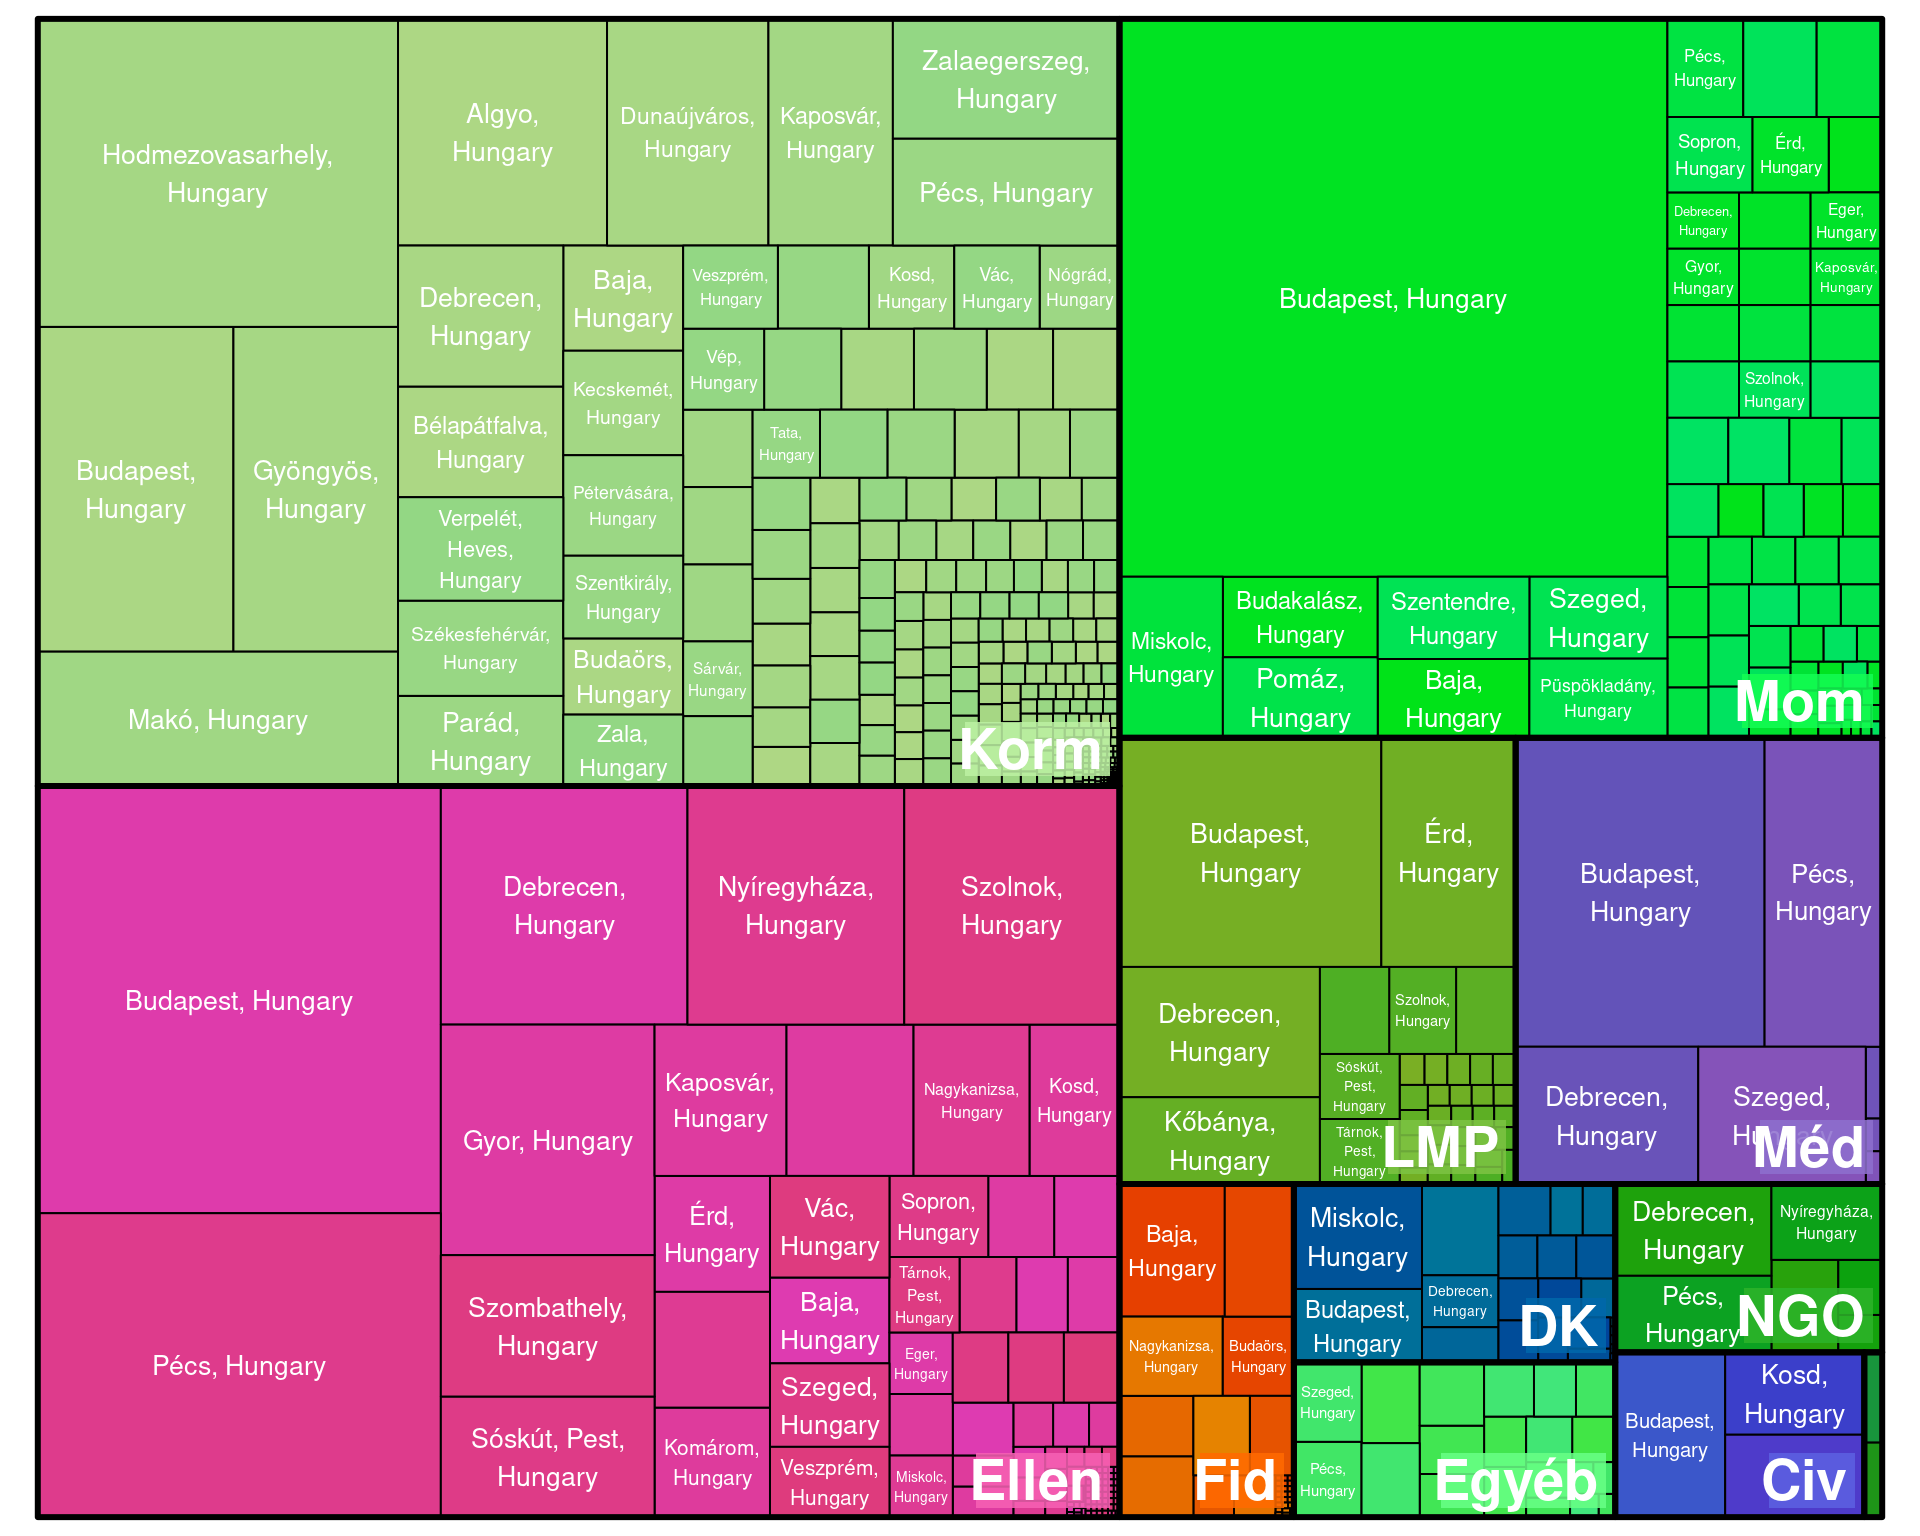 Hodmezovasarhely,
Hungary
Algyo,
Hungary
Dunaújváros,
Hungary
Kaposvár,
Hungary
Zalaegerszeg,
Hungary
Pécs, Hungary
Budapest,
Hungary
Gyöngyös,
Hungary
Makó, Hungary
Debrecen,
Hungary
Bélapátfalva,
Hungary
Verpelét,
Heves,
Hungary
Székesfehérvár,
Hungary
Parád,
Hungary
Baja,
Hungary
Kecskemét,
Hungary
Pétervására,
Hungary
Szentkirály,
Hungary
Budaörs,
Hungary
Zala,
Hungary
Veszprém,
Hungary
Kosd,
Hungary
Vác,
Hungary
Nógrád,
Hungary
Vép,
Hungary
Tata,
Hungary
Sárvár,
Hungary
Korm
Budapest, Hungary
Pécs,
Hungary
Sopron,
Hungary
Érd,
Hungary
Debrecen,
Hungary
Eger,
Hungary
Gyor,
Hungary
Kaposvár,
Hungary
Szolnok,
Hungary
Miskolc,
Hungary
Budakalász,
Hungary
Pomáz,
Hungary
Szentendre,
Hungary
Baja,
Hungary
Szeged,
Hungary
Püspökladány,
Hungary
Mom
Budapest, Hungary
Pécs, Hungary
Debrecen,
Hungary
Nyíregyháza,
Hungary
Szolnok,
Hungary
Gyor, Hungary
Szombathely,
Hungary
Sóskút, Pest,
Hungary
Kaposvár,
Hungary
Nagykanizsa,
Hungary
Kosd,
Hungary
Érd,
Hungary
Komárom,
Hungary
Vác,
Hungary
Baja,
Hungary
Szeged,
Hungary
Veszprém,
Hungary
Sopron,
Hungary
Tárnok,
Pest,
Hungary
Eger,
Hungary
Miskolc,
Hungary
Ellen
Budapest,
Hungary
Érd,
Hungary
Debrecen,
Hungary
Kőbánya,
Hungary
Szolnok,
Hungary
Sóskút,
Pest,
Hungary
Tárnok,
Pest,
Hungary
LMP
Budapest,
Hungary
Pécs,
Hungary
Debrecen,
Hungary
Szeged,
Hungary
Méd
Baja,
Hungary
Nagykanizsa,
Hungary
Budaörs,
Hungary
Fid
Miskolc,
Hungary
Budapest,
Hungary
Debrecen,
Hungary
DK
Debrecen,
Hungary
Nyíregyháza,
Hungary
Pécs,
Hungary
NGO
Szeged,
Hungary
Pécs,
Hungary
Egyéb
Budapest,
Hungary
Kosd,
Hungary
Civ